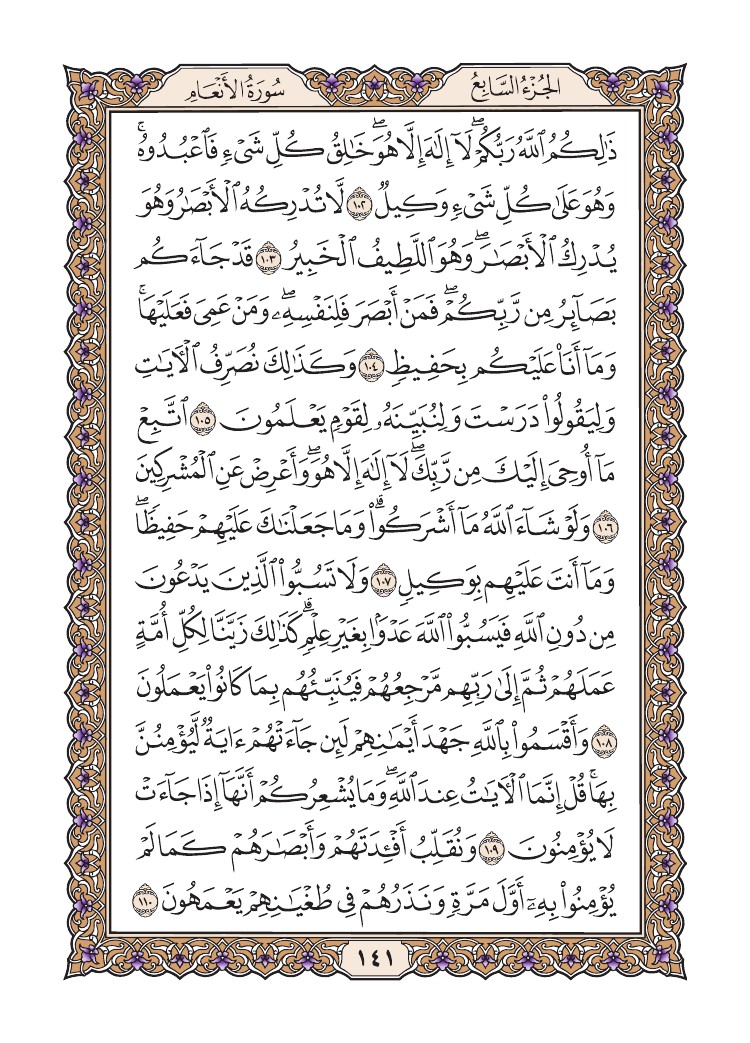 الجُزْءُ السَّابِعُ
سُورَةُ الأَنْعَامِ
ذَٰلِكُمُ ٱللَّهُ رَبُّكُمْۖ لَآ إِلَٰهَ إِلَّا هُوَۖ خَٰلِقُ كُلِّ شَىْءٍ فَٱعْبُدُوهُۚ
وَهُوَ عَلَىٰ كُلِّ شَىْءٍ وَكِيلٌ ١٠٢ لَّا تُدْرِكُهُ ٱلْأَبْصَٰرُ وَهُوَ
يُدْرِكُ ٱلْأَبْصَٰرَۖ وَهُوَ ٱللَّطِيفُ ٱلْخَبِيرُ ١٠٣ قَدْ جَآءَكُم
بَصَآئِرُ مِن رَّبِّكُمْۖ فَمَنْ أَبْصَرَ فَلِنَفْسِهِۦۖ وَمَنْ عَمِىَ فَعَلَيْهَاۚ
وَمَآ أَنَا۠ عَلَيْكُم بِحَفِيظٍ ١٠٤ وَكَذَٰلِكَ نُصَرِّفُ ٱلْءَايَٰتِ
وَلِيَقُولُوا۟ دَرَسْتَ وَلِنُبَيِّنَهُۥ لِقَوْمٍ يَعْلَمُونَ ١٠٥ ٱتَّبِعْ
مَآ أُوحِىَ إِلَيْكَ مِن رَّبِّكَۖ لَآ إِلَٰهَ إِلَّا هُوَۖ وَأَعْرِضْ عَنِ ٱلْمُشْرِكِينَ
١٠٦ وَلَوْ شَآءَ ٱللَّهُ مَآ أَشْرَكُوا۟ۗ وَمَا جَعَلْنَٰكَ عَلَيْهِمْ حَفِيظًاۖ
وَمَآ أَنتَ عَلَيْهِم بِوَكِيلٍ ١٠٧ وَلَا تَسُبُّوا۟ ٱلَّذِينَ يَدْعُونَ
مِن دُونِ ٱللَّهِ فَيَسُبُّوا۟ ٱللَّهَ عَدْوًۢا بِغَيْرِ عِلْمٍۗ كَذَٰلِكَ زَيَّنَّا لِكُلِّ أُمَّةٍ
عَمَلَهُمْ ثُمَّ إِلَىٰ رَبِّهِم مَّرْجِعُهُمْ فَيُنَبِّئُهُم بِمَا كَانُوا۟ يَعْمَلُونَ
١٠٨ وَأَقْسَمُوا۟ بِٱللَّهِ جَهْدَ أَيْمَٰنِهِمْ لَئِن جَآءَتْهُمْ ءَايَةٌ لَّيُؤْمِنُنَّ
بِهَاۚ قُلْ إِنَّمَا ٱلْءَايَٰتُ عِندَ ٱللَّهِۖ وَمَا يُشْعِرُكُمْ أَنَّهَآ إِذَا جَآءَتْ
لَا يُؤْمِنُونَ ١٠٩ وَنُقَلِّبُ أَفْـِٔدَتَهُمْ وَأَبْصَٰرَهُمْ كَمَا لَمْ
يُؤْمِنُوا۟ بِهِۦٓ أَوَّلَ مَرَّةٍ وَنَذَرُهُمْ فِى طُغْيَٰنِهِمْ يَعْمَهُونَ ١١٠
١٤١